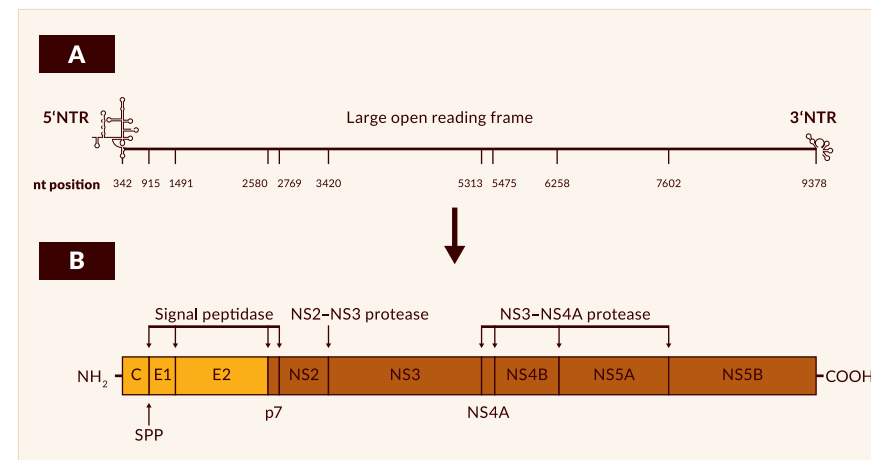 A
5‘NTR
Large open reading frame
3‘NTR
nt position 342 915 1491 2580 2769 3420 5313 5475 6258 7602 9378
B
Signal peptidase NS2–NS3 protease NS3–NS4A protease
NH2 C E1 E2 NS2 NS3 NS4B NS5A NS5B COOH
p7 NS4A
SPP